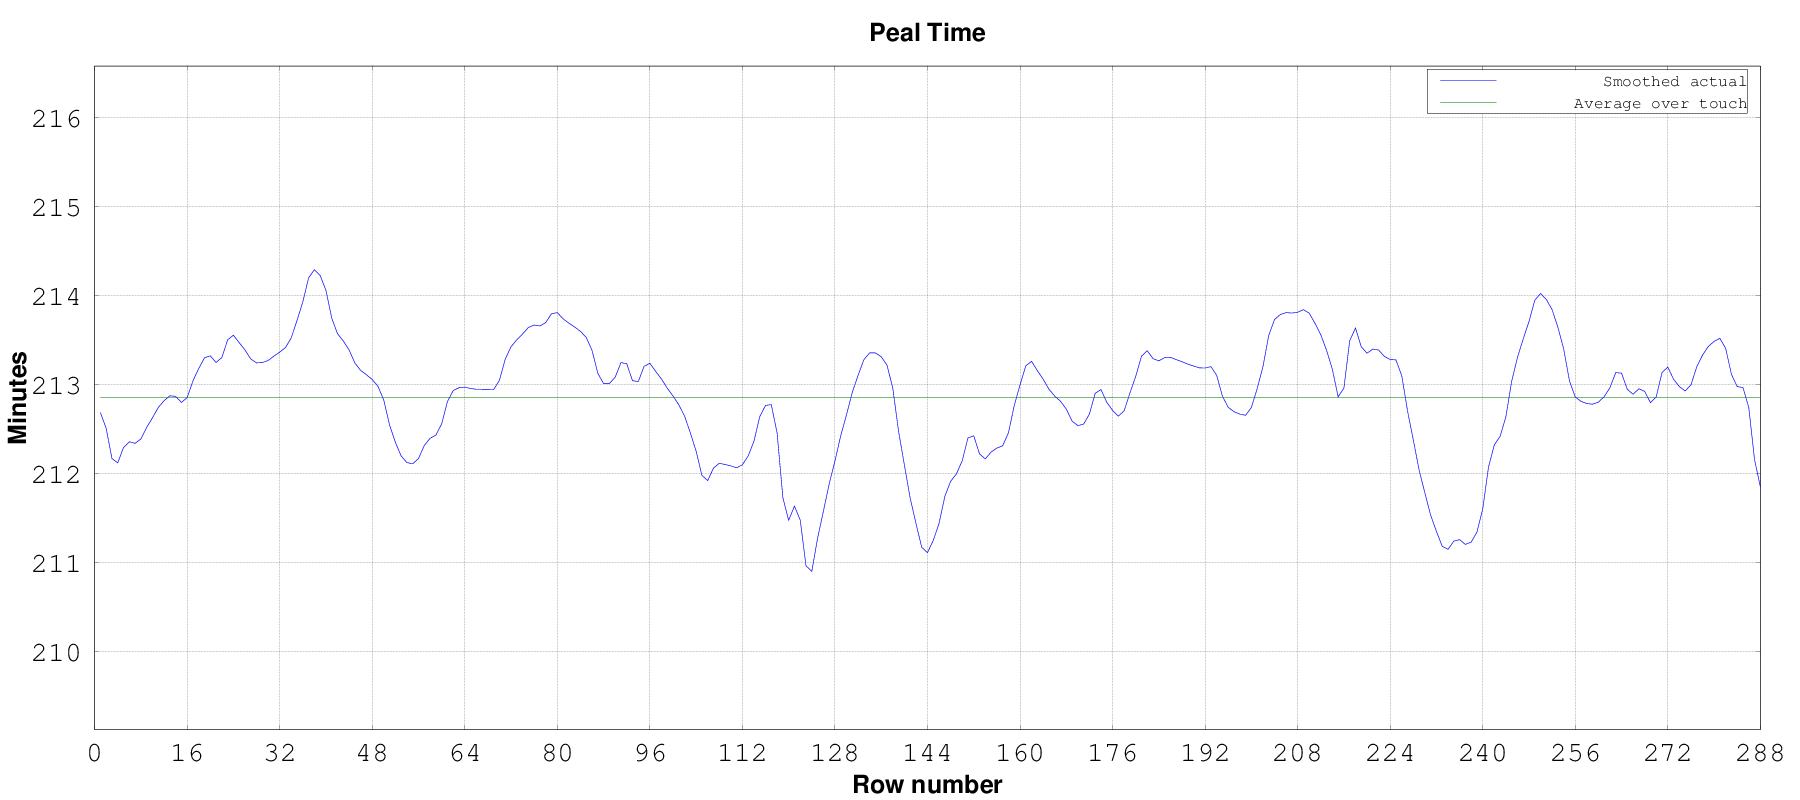 Peal Time
Smoothed actual
Average over touch
216
215
214
213
212
211
210
Minutes
0 16 32 48 64 80 96 112 128 144 160 176 192 208 224 240 256 272 288
Row number